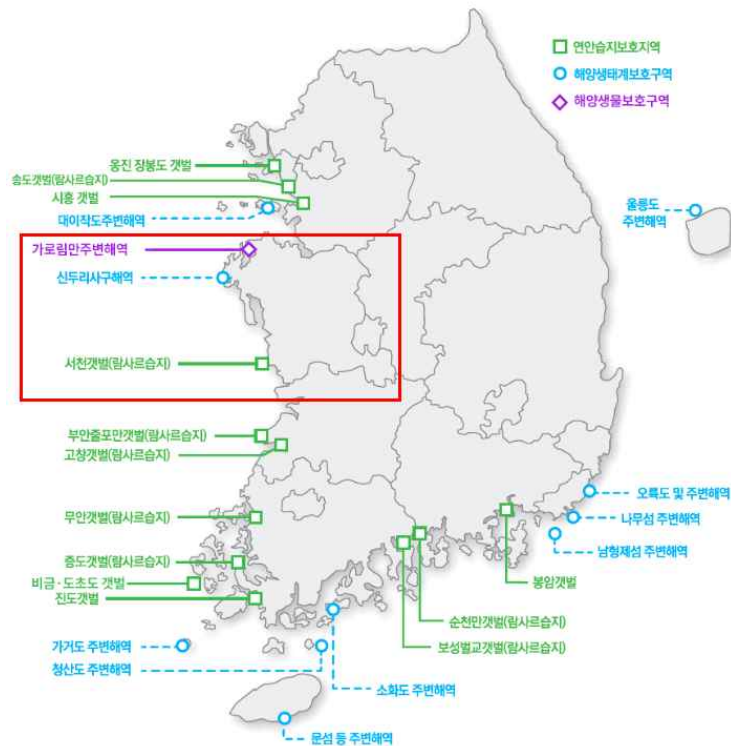 연안습지보호지역
해양생태계보호구역
해양생물보호구역
옹진 장봉도 갯벌
송도갯벌(람사르습지)
시흥 갯벌
대이작도주변해역
울릉도
주변해역
가로림만주변해역
신두리사구해역
서천갯벌(람사르습지)
부안줄포만갯벌(람사르습지)
고창갯벌(람사르습지)
무안갯벌(람사르습지)
증도갯벌(람사르습지)
비금·도초도 갯벌
진도갯벌
오륙도 및 주변해역
나무섬 주변해역
남형제섬 주변해역
봉암갯벌
순천만갯벌(람사르습지)
보성벌교갯벌(람사르습지)
가거도 주변해역
청산도 주변해역
소화도 주변해역
문섬 등 주변해역